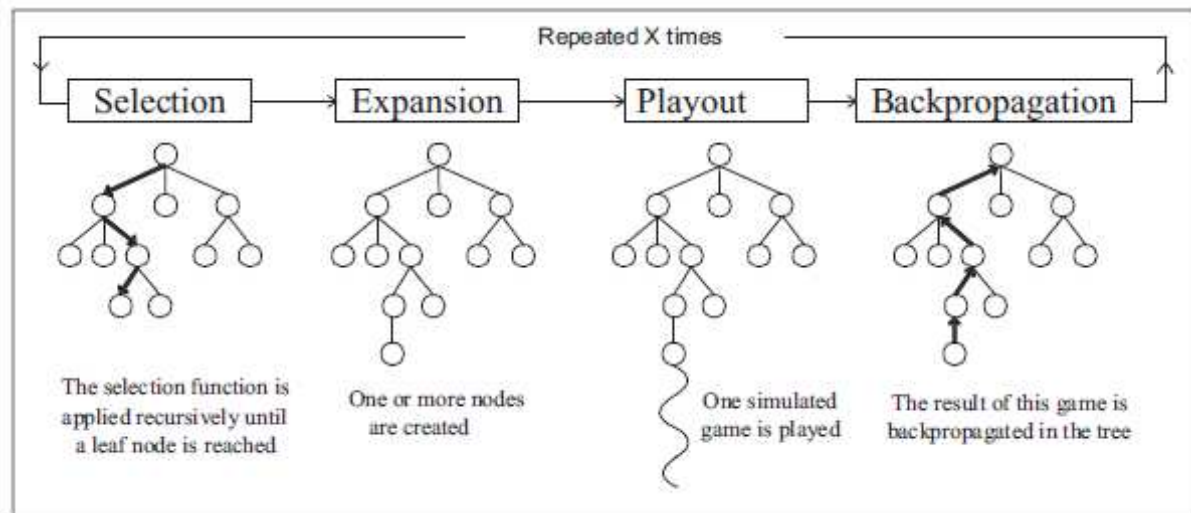 Repeated X times
Selection
Expansion
Playout
Backpropagation
The selection function is
applied recursively until
a leaf node is reached
One or more nodes
are created
One simulated
game is played
The result of this game is
backpropagated in the tree